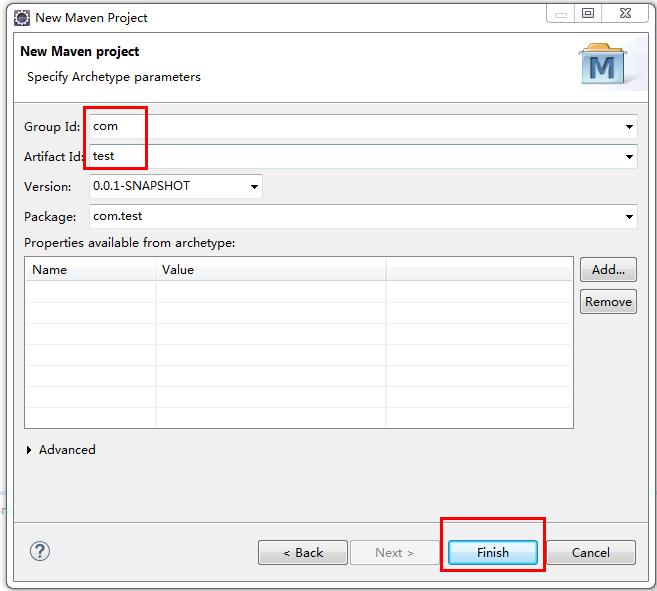 New Maven Project
New Maven project
Specify Archetype parameters
M
Group Id: com
Artifact Id: test
Version: 0.0.1-SNAPSHOT
Package: com.test
Properties available from archetype:
Name Value
Add...
Remove
Advanced
? < Back Next > Finish Cancel